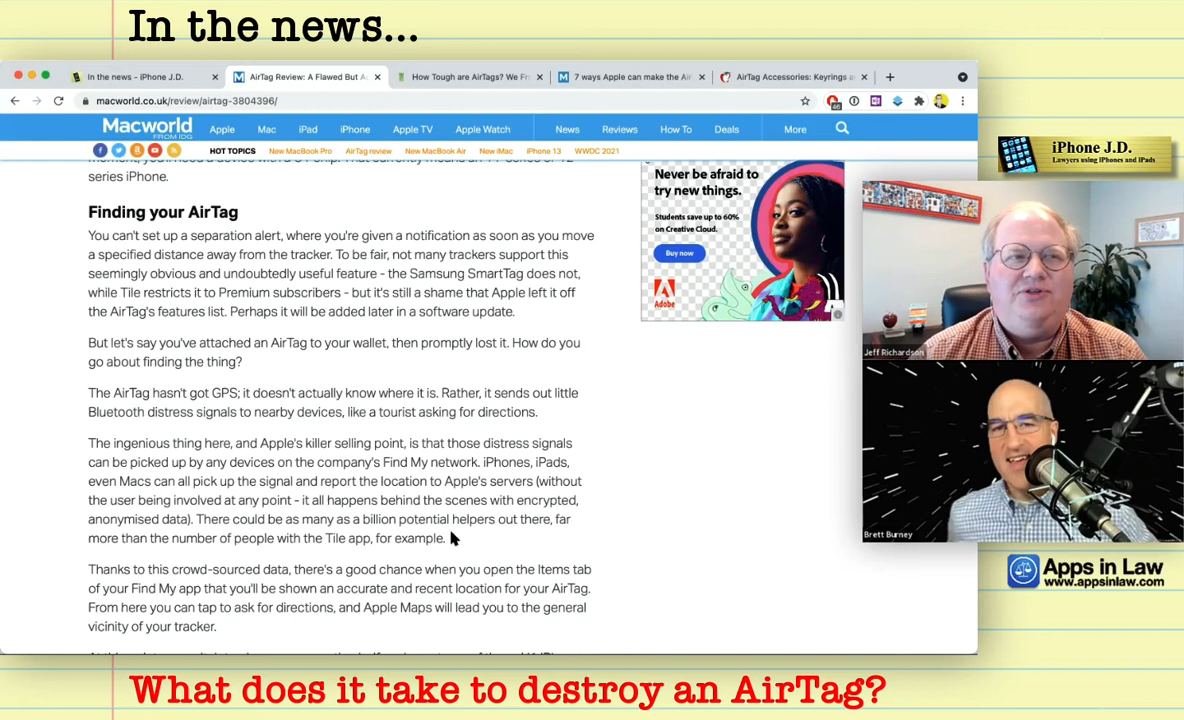 In the news...
In the news - iPhone J.D.
AirTag Review: A Flawed But A
How Tough are AirTags? We Fr
7 ways Apple can make the Air
AirTag Accessories: Keyrings a
macworld.co.uk/review/airtag-3804396/
46
Macworld
FROM IDG
Apple
Mac
iPad
iPhone
Apple TV
Apple Watch
News
Reviews
How To
Deals
More
HOT TOPICS
New MacBook Pro
AirTag review
New MacBook Air
New iMac
iPhone 13
WWDC 2021
series iPhone.
Finding your AirTag
You can't set up a separation alert, where you're given a notification as soon as you move
a specified distance away from the tracker. To be fair, not many trackers support this
seemingly obvious and undoubtedly useful feature - the Samsung SmartTag does not,
while Tile restricts it to Premium subscribers - but it's still a shame that Apple left it off
the AirTag's features list. Perhaps it will be added later in a software update.
But let's say you've attached an AirTag to your wallet, then promptly lost it. How do you
go about finding the thing?
The AirTag hasn't got GPS; it doesn't actually know where it is. Rather, it sends out little
Bluetooth distress signals to nearby devices, like a tourist asking for directions.
The ingenious thing here, and Apple's killer selling point, is that those distress signals
can be picked up by any devices on the company's Find My network. iPhones, iPads,
even Macs can all pick up the signal and report the location to Apple's servers (without
the user being involved at any point - it all happens behind the scenes with encrypted,
anonymised data). There could be as many as a billion potential helpers out there, far
more than the number of people with the Tile app, for example.
Thanks to this crowd-sourced data, there's a good chance when you open the Items tab
of your Find My app that you'll be shown an accurate and recent location for your AirTag.
From here you can tap to ask for directions, and Apple Maps will lead you to the general
vicinity of your tracker.
Never be afraid to
try new things.
Students save up to 60%
on Creative Cloud.
Buy now
Adobe
iPhone J.D.
Lawyers using iPhones and iPads
Jeff Richardson
Brett Burney
Apps in Law
www.appsinlaw.com
What does it take to destroy an AirTag?